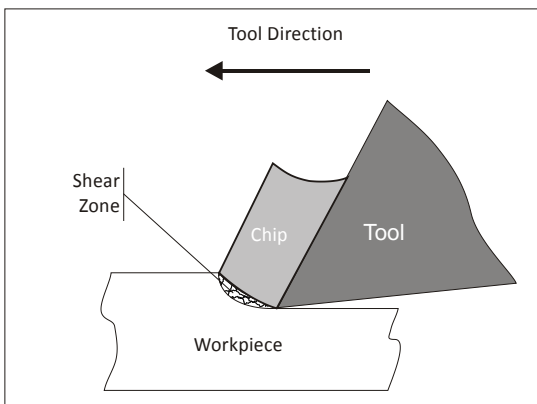 Tool Direction
Shear
Zone
Chip
Tool
Workpiece